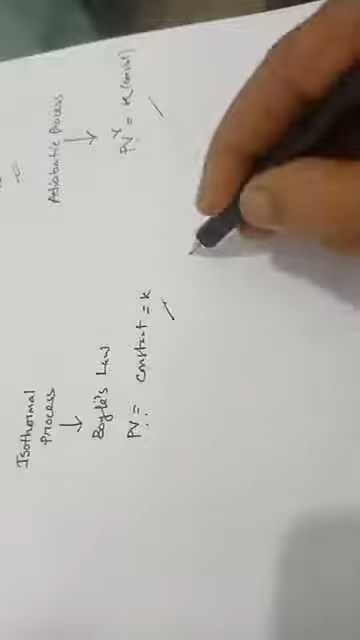 Isothermal
Process
↓
Boyle's Law
PV = constant = K
Adiabatic Process
↓
PV^γ = K (const)